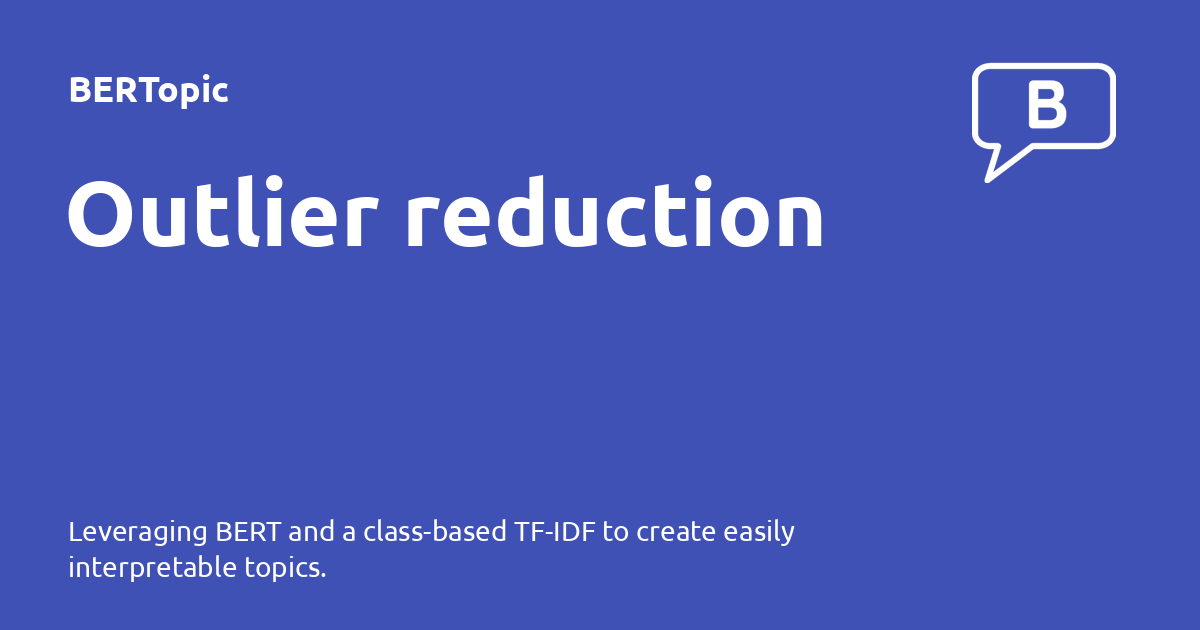 BERTopic
B
Outlier reduction
Leveraging BERT and a class-based TF-IDF to create easily
interpretable topics.